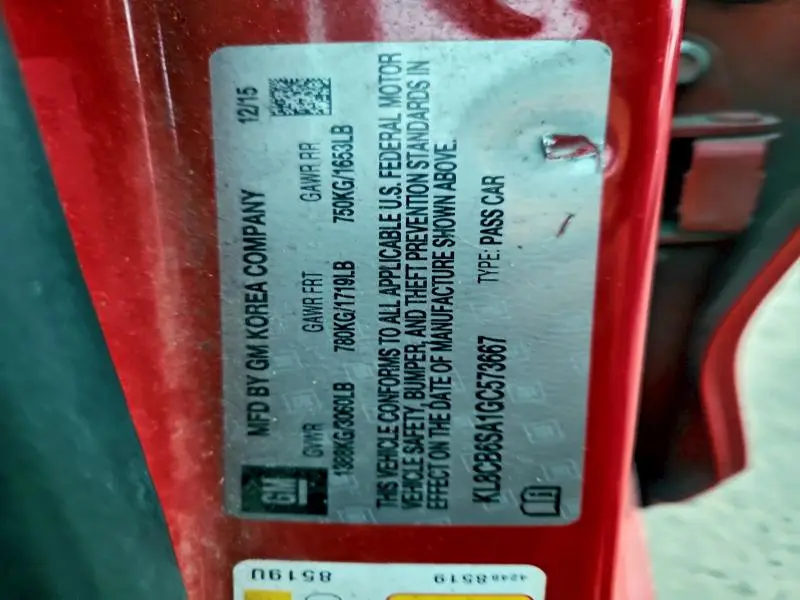 MFD BY GM KOREA COMPANY 12/15
GVWR GAWR FRT GAWR RR
1388KG/3060LB 780KG/1719LB 750KG/1653LB
THIS VEHICLE CONFORMS TO ALL APPLICABLE U.S. FEDERAL MOTOR
VEHICLE SAFETY, BUMPER, AND THEFT PREVENTION STANDARDS IN
EFFECT ON THE DATE OF MANUFACTURE SHOWN ABOVE.
KL8CB6SA1GC573667 TYPE: PASS CAR
GM
8519U
4249 8519